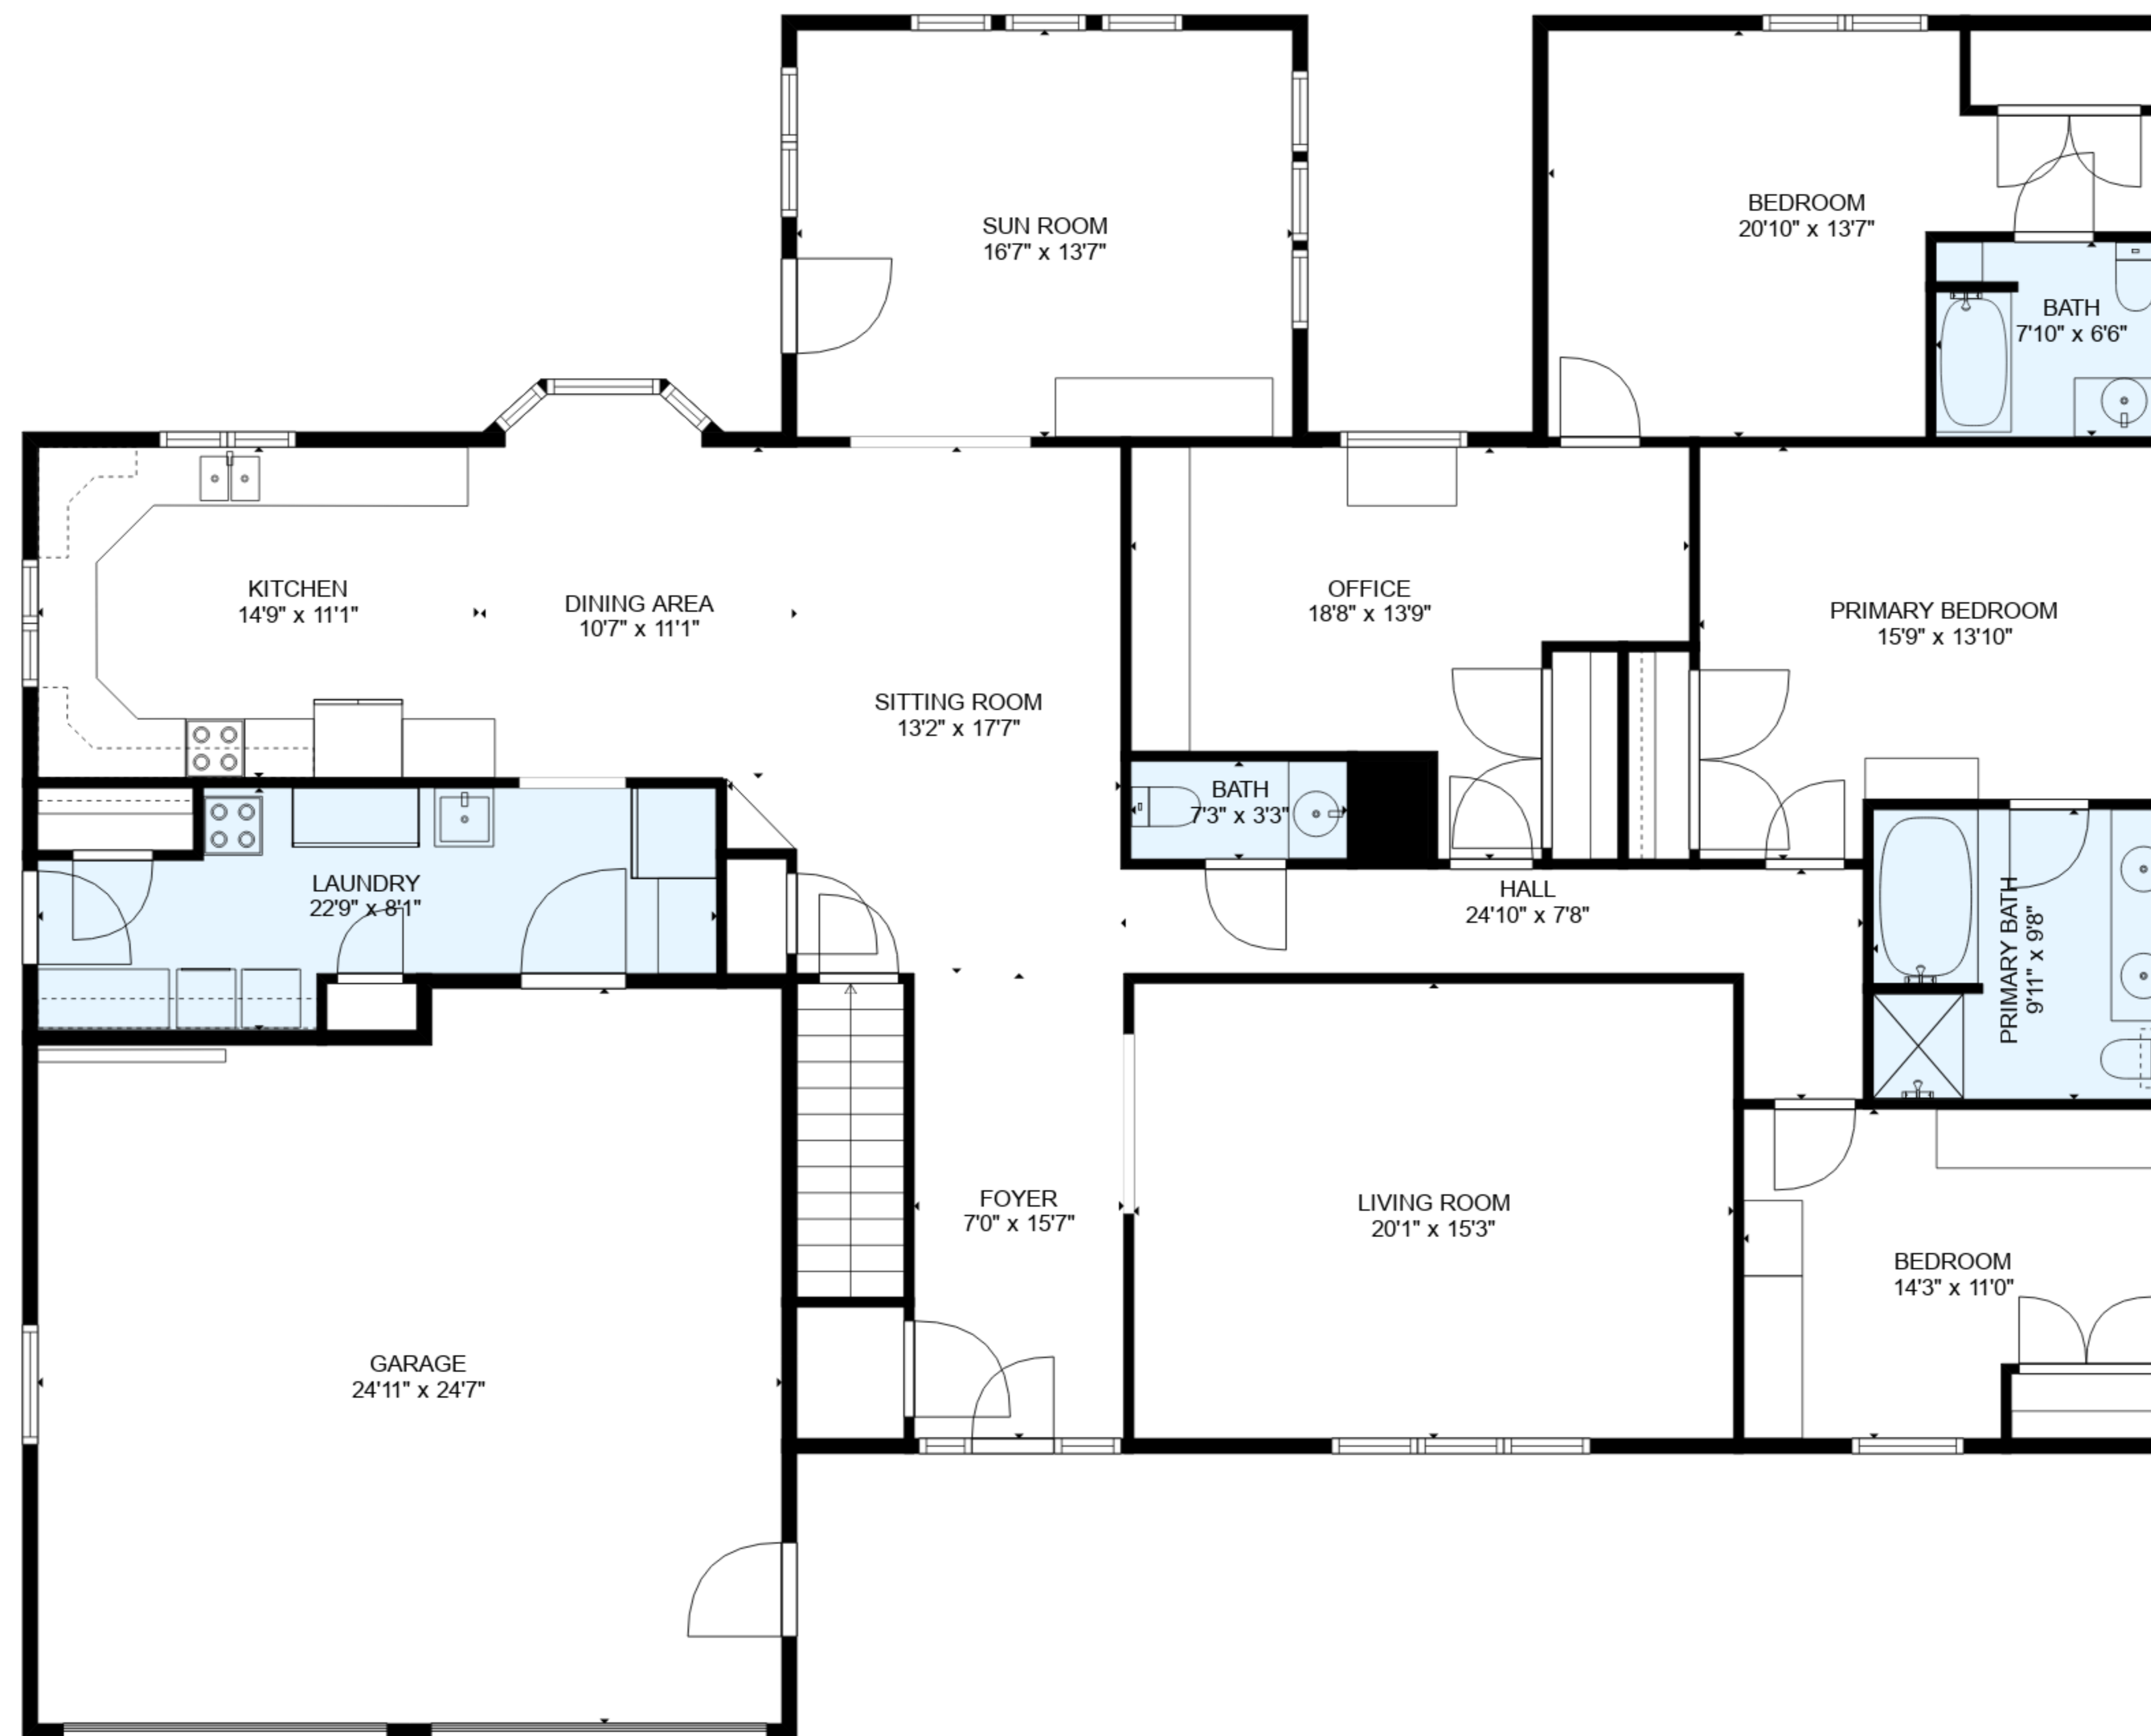 SUN ROOM
16'7" x 13'7"
BEDROOM
20'10" x 13'7"
BATH
7'10" x 6'6"
KITCHEN
14'9" x 11'1"
DINING AREA
10'7" x 11'1"
OFFICE
18'8" x 13'9"
PRIMARY BEDROOM
15'9" x 13'10"
SITTING ROOM
13'2" x 17'7"
BATH
7'3" x 3'3"
LAUNDRY
22'9" x 8'1"
HALL
24'10" x 7'8"
PRIMARY BATH
9'11" x 9'8"
FOYER
7'0" x 15'7"
LIVING ROOM
20'1" x 15'3"
BEDROOM
14'3" x 11'0"
GARAGE
24'11" x 24'7"